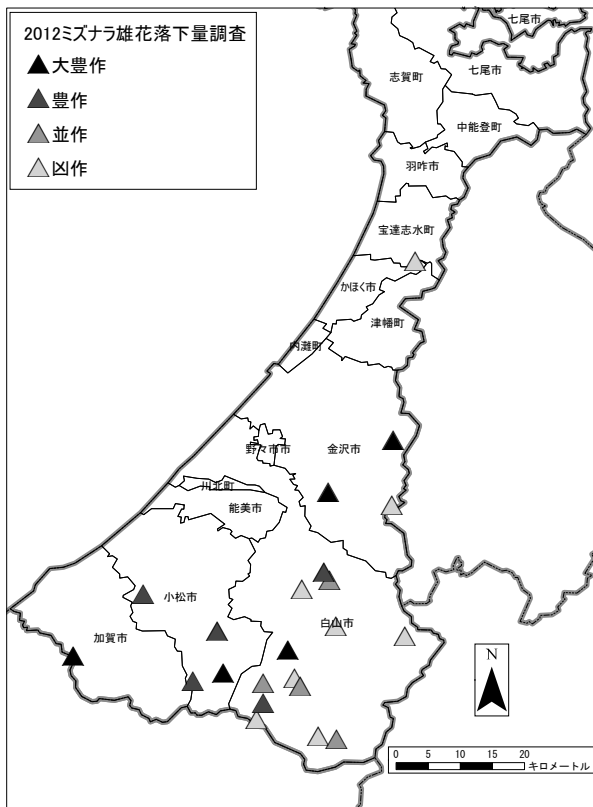 2012ミズナラ雄花落下量調査
大豊作
豊作
並作
凶作
七尾市
志賀町
七尾市
中能登町
羽咋市
宝達志水町
かほく市
津幡町
内灘町
野々市市
金沢市
川北町
能美市
小松市
白山市
加賀市
N
0 5 10 15 20
キロメートル